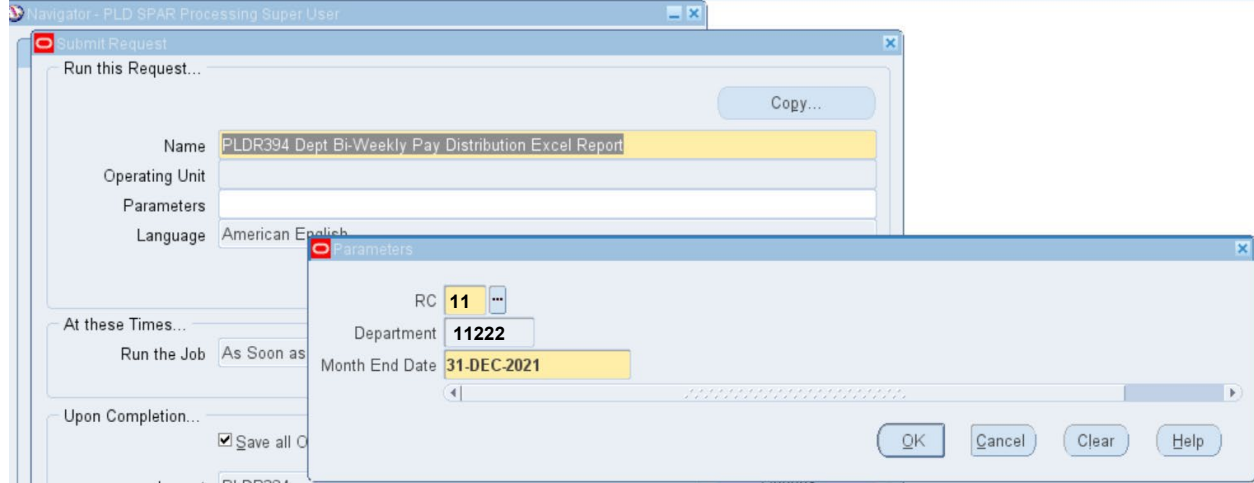 Navigator - PLD SPAR Processing Super User
Submit Request
Run this Request...
Copy...
Name PLDR394 Dept Bi-Weekly Pay Distribution Excel Report
Operating Unit
Parameters
Language American English
Parameters
RC 11 ...
Department 11222
Month End Date 31-DEC-2021
At these Times...
Run the Job As Soon as
Upon Completion...
Save all O
OK Cancel Clear Help